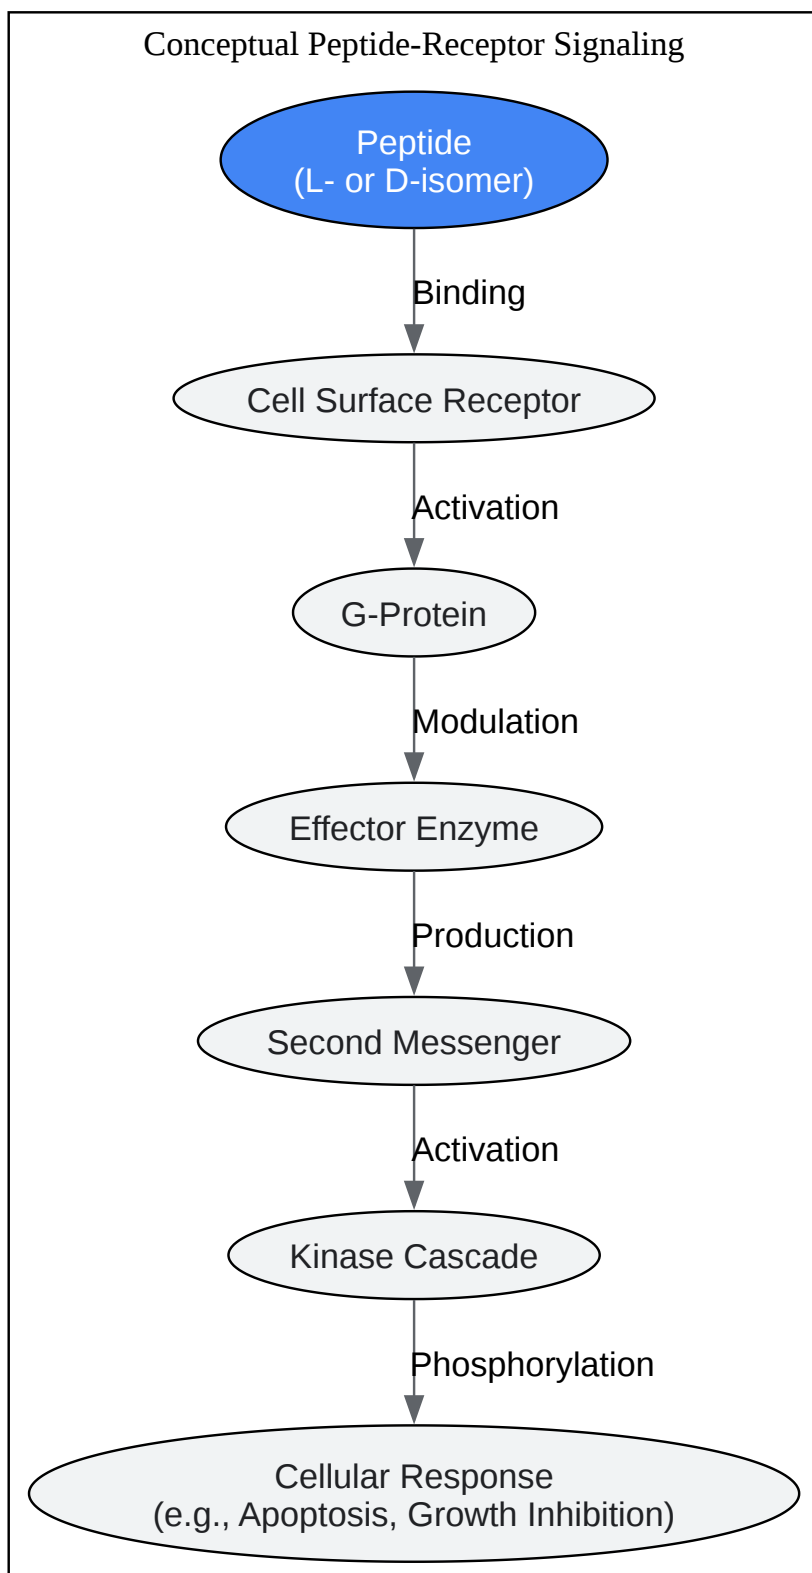 Conceptual Peptide-Receptor Signaling
Peptide
(L- or D-isomer)
Binding
Cell Surface Receptor
Activation
G-Protein
Modulation
Effector Enzyme
Production
Second Messenger
Activation
Kinase Cascade
Phosphorylation
Cellular Response
(e.g., Apoptosis, Growth Inhibition)